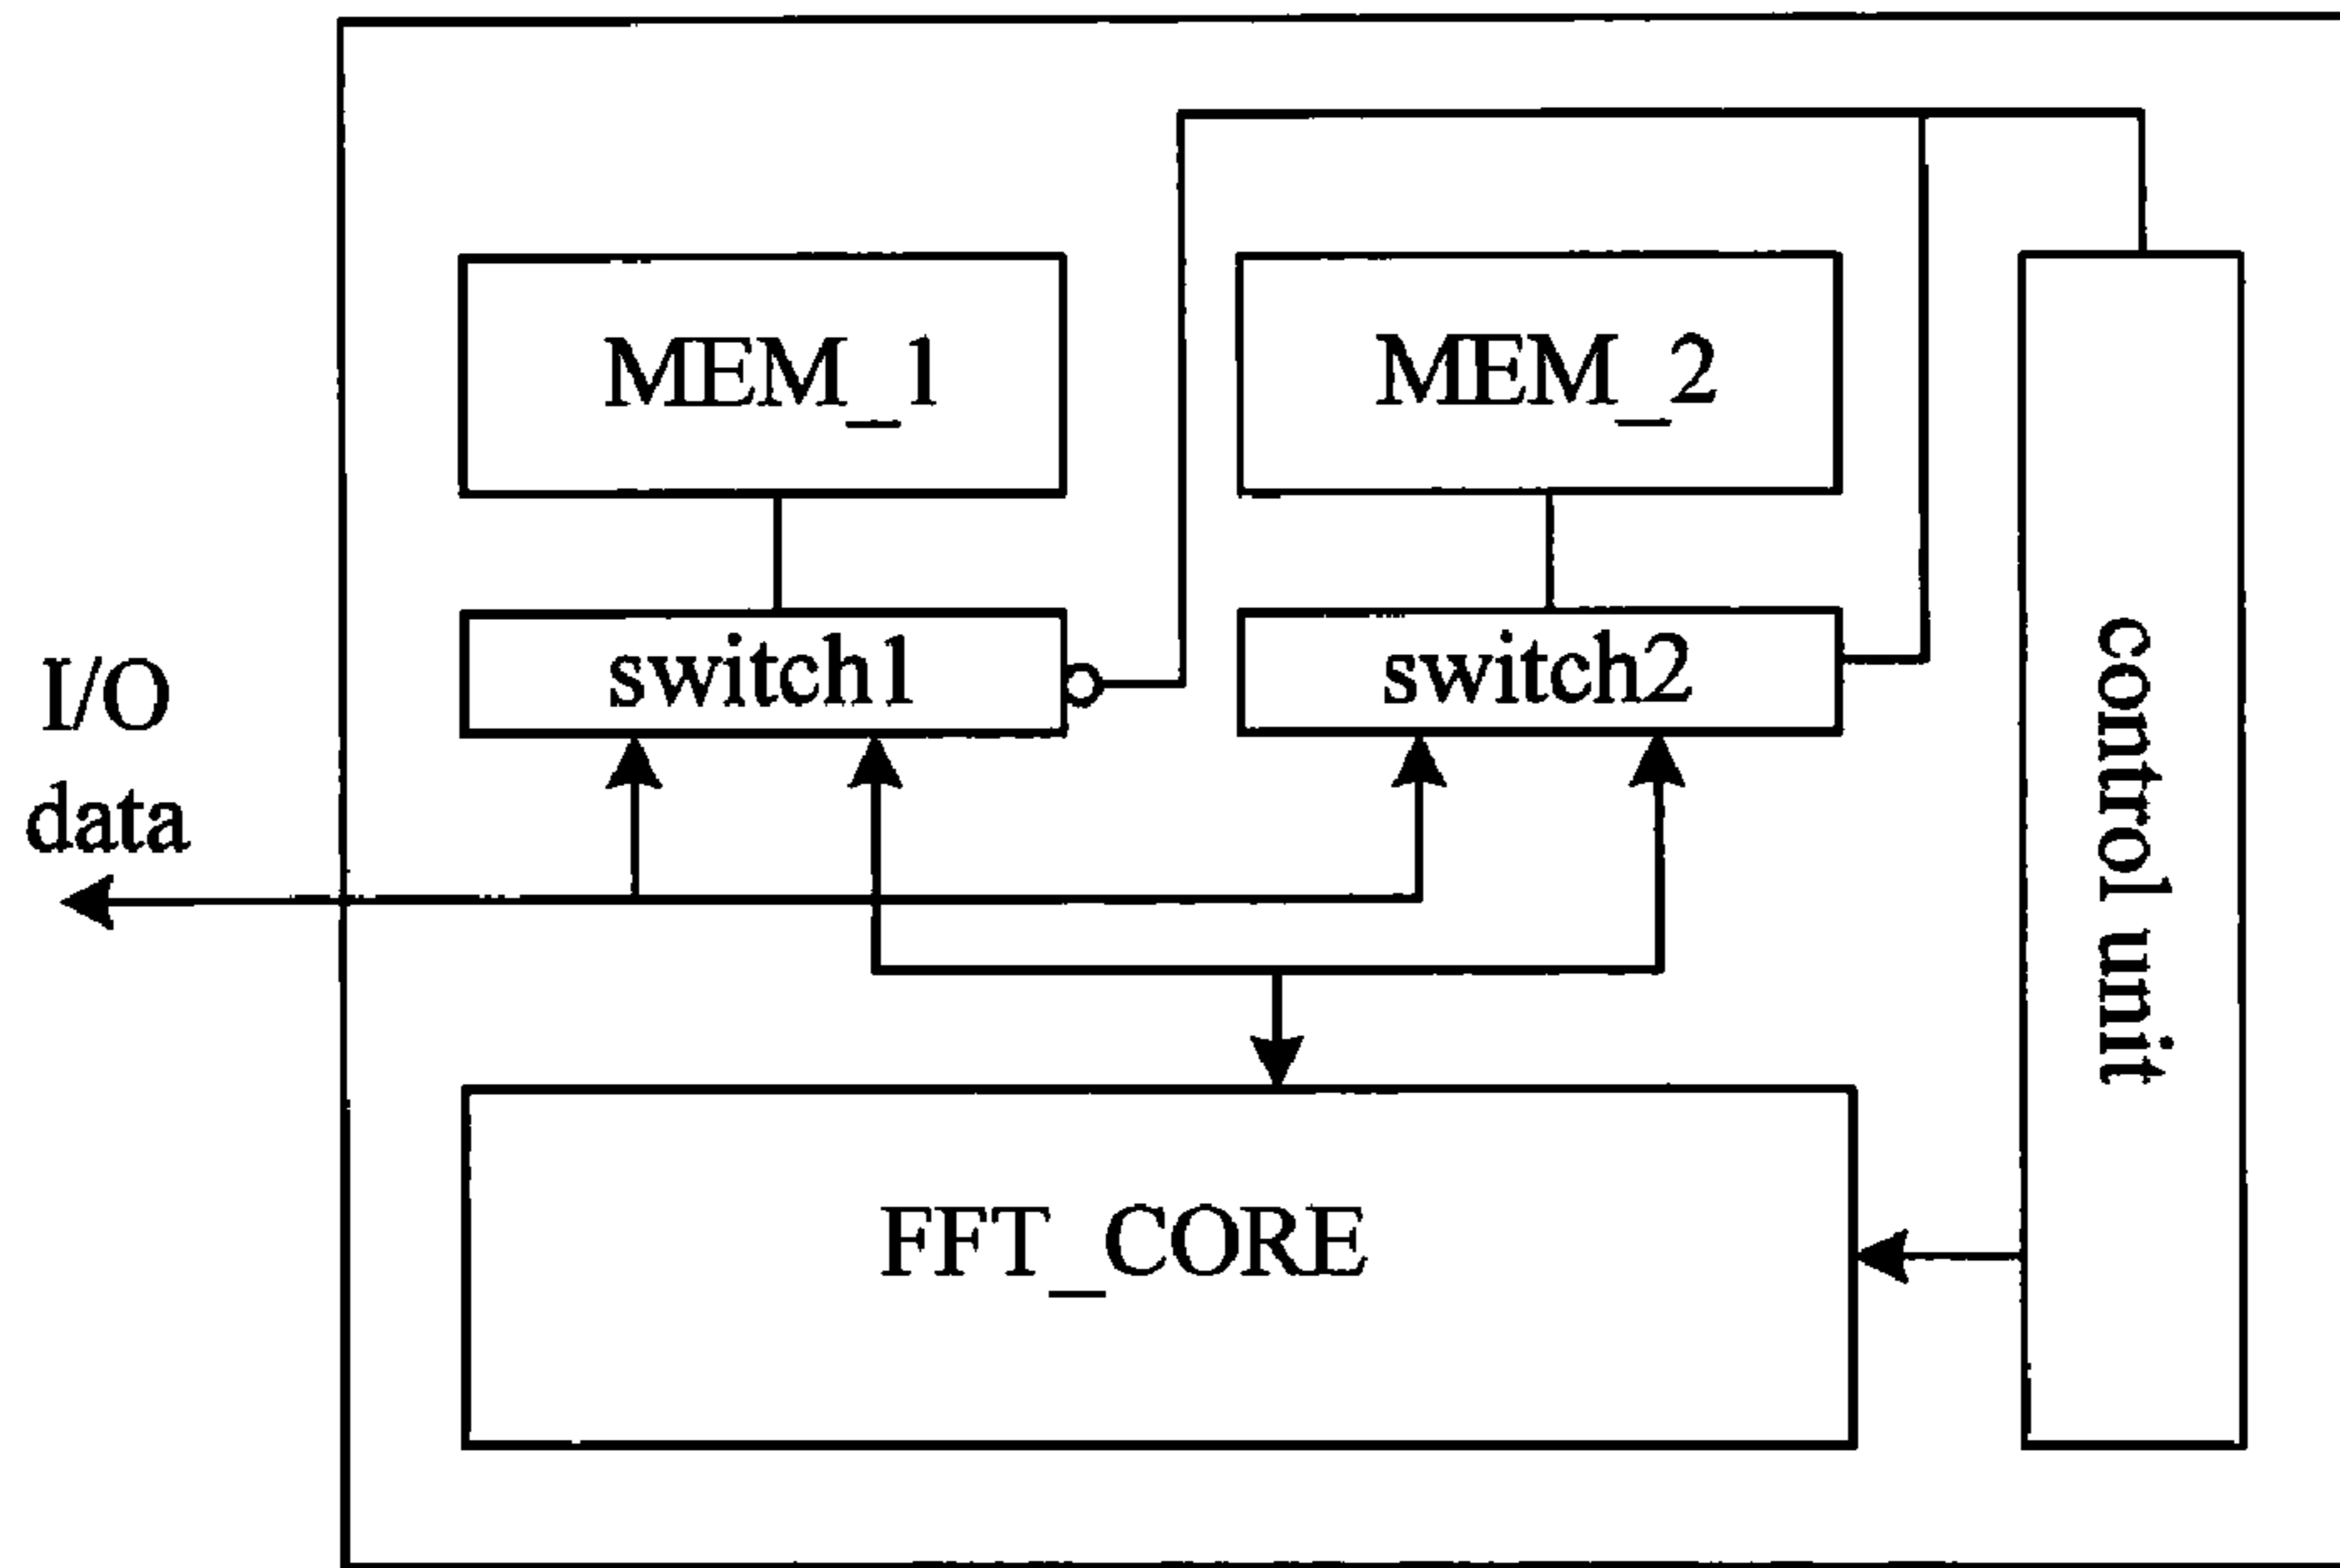 MEM_1
MEM_2
switch1
switch2
I/O
data
control unit
FFT_CORE